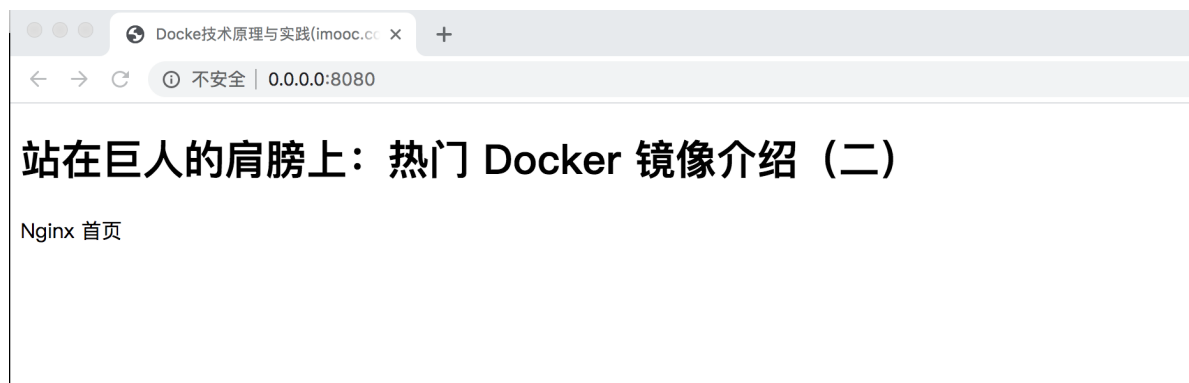 Docke技术原理与实践(imooc.cc
不安全 | 0.0.0.0:8080
站在巨人的肩膀上：热门 Docker 镜像介绍（二）
Nginx 首页